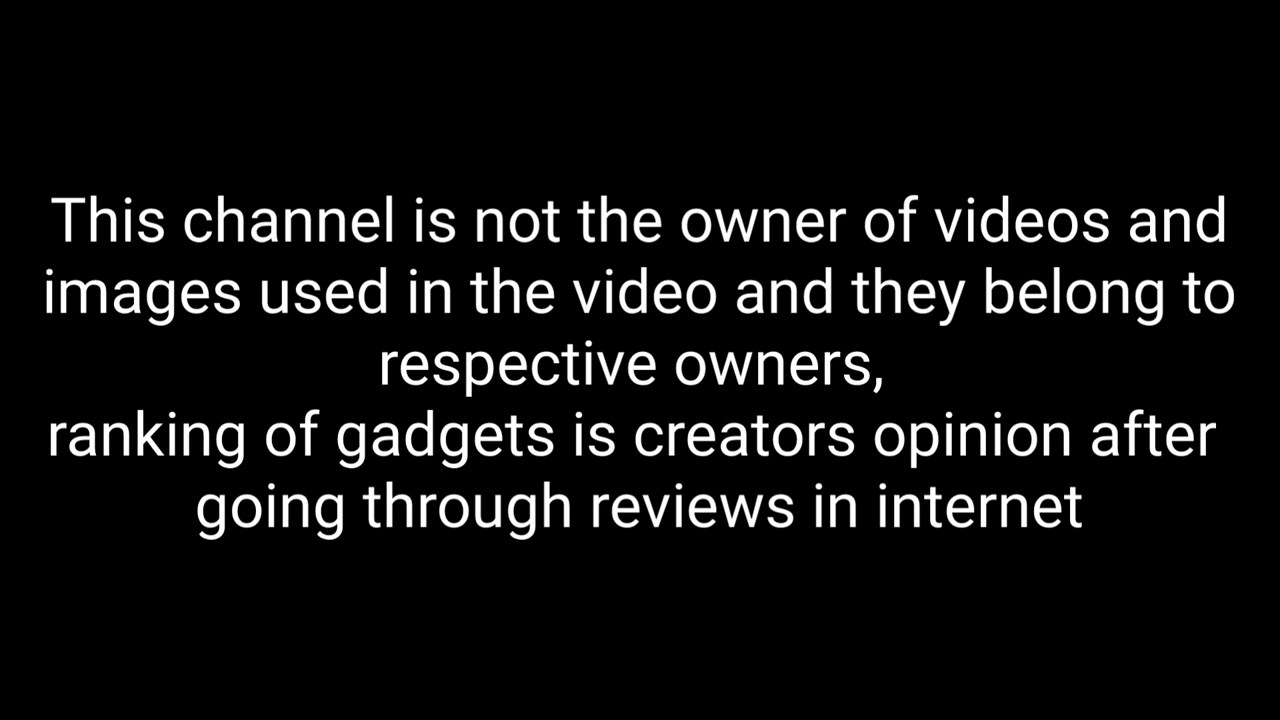 This channel is not the owner of videos and
images used in the video and they belong to
respective owners,
ranking of gadgets is creators opinion after
going through reviews in internet